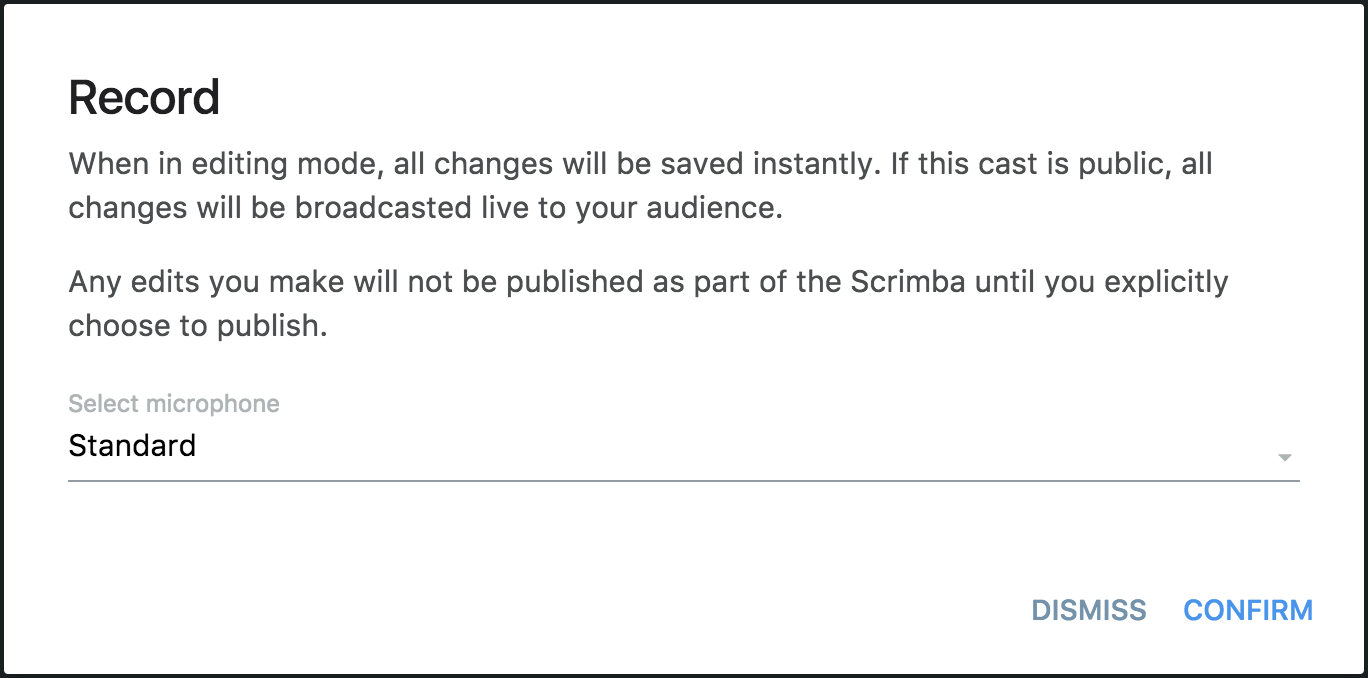 Record
When in editing mode, all changes will be saved instantly. If this cast is public, all
changes will be broadcasted live to your audience.
Any edits you make will not be published as part of the Scrimba until you explicitly
choose to publish.
Select microphone
Standard
DISMISS CONFIRM